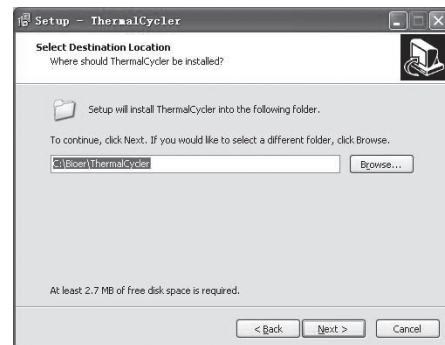 Setup - ThermalCycler
Select Destination Location
Where should ThermalCycler be installed?
Setup will install ThermalCycler into the following folder.
To continue, click Next. If you would like to select a different folder, click Browse.
C:\Bioer\ThermalCycler
Browse...
At least 2.7 MB of free disk space is required.
< Back Next > Cancel